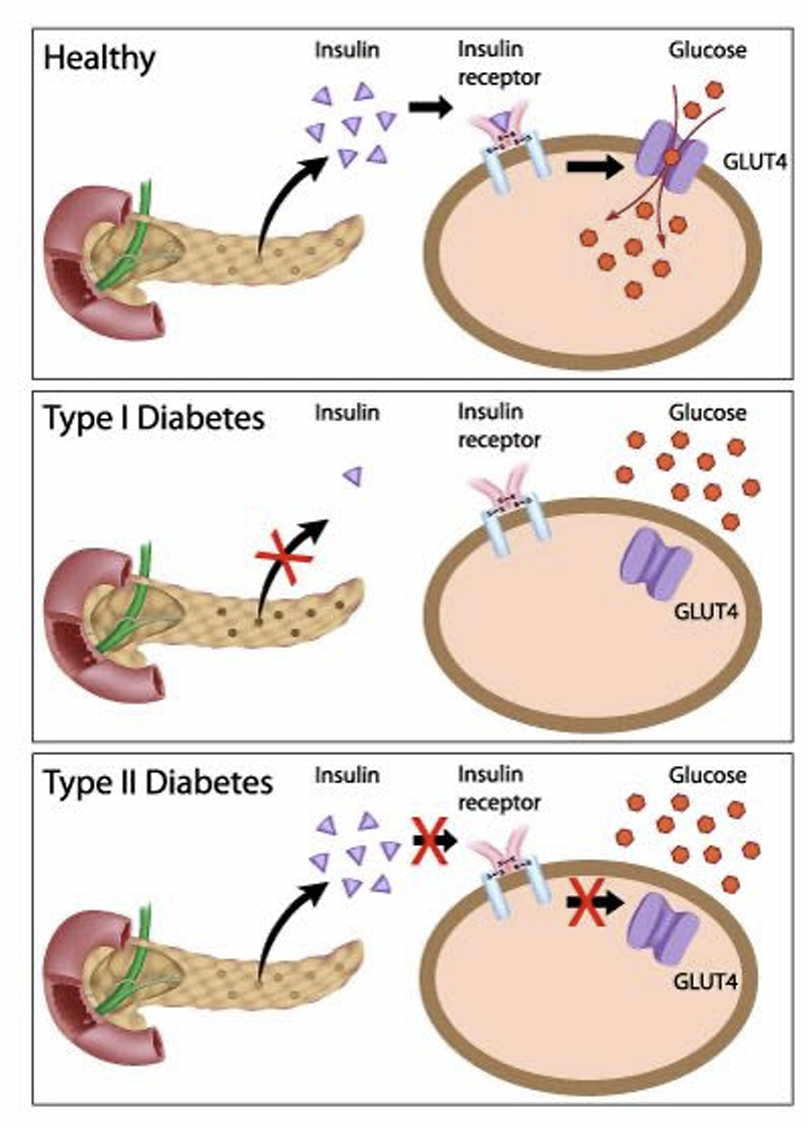 Healthy
Insulin
Insulin
receptor
Glucose
GLUT4
Type I Diabetes
Insulin
Insulin
receptor
Glucose
GLUT4
Type II Diabetes
Insulin
Insulin
receptor
Glucose
GLUT4